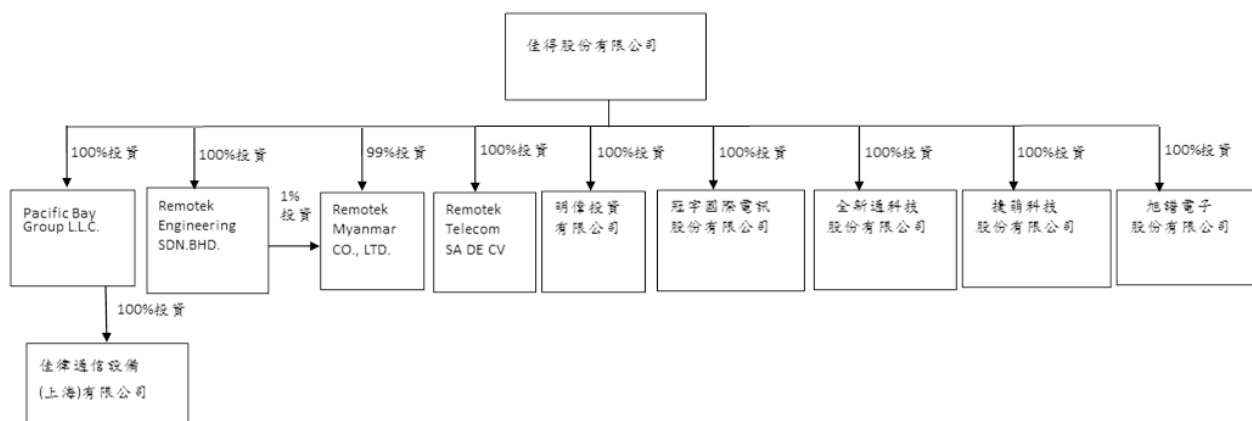 佳得股份有限公司
100%投資
100%投資
99%投資
100%投資
100%投資
100%投資
100%投資
100%投資
100%投資
Pacific Bay
Group L.L.C.
Remotek
Engineering
SDN.BHD.
1%
投資
Remotek
Myanmar
CO., LTD.
Remotek
Telecom
SA DE CV
明偉投資
有限公司
冠宇國際電訊
股份有限公司
全新通科技
股份有限公司
捷萌科技
股份有限公司
旭諧電子
股份有限公司
100%投資
佳律通信設備
(上海)有限公司